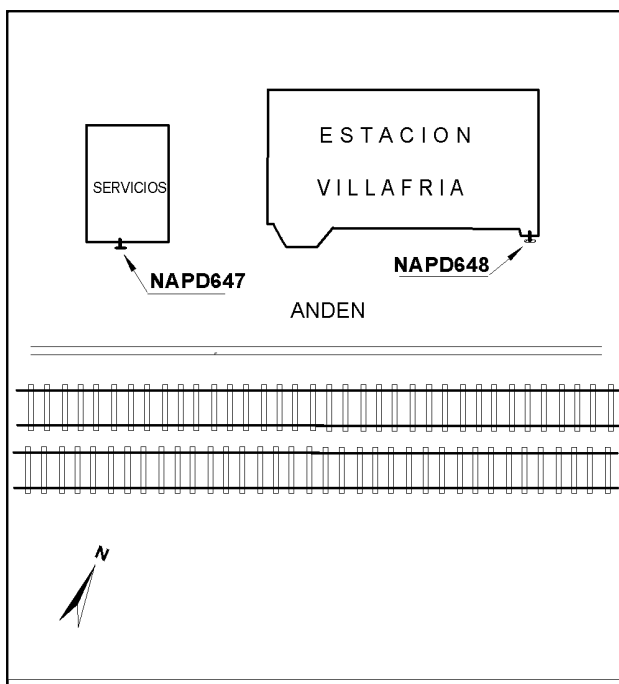 ESTACION
VILLAFRIA
SERVICIOS
NAPD647
NAPD648
ANDEN
N